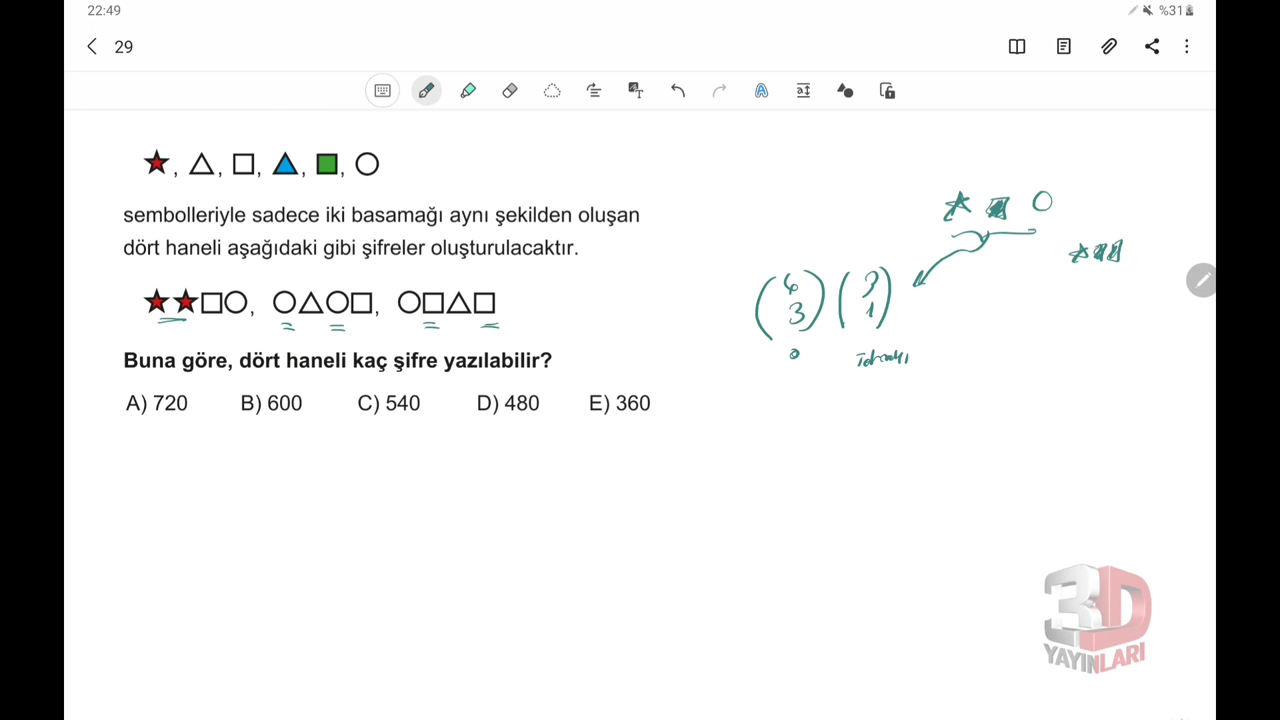 22:49
%31
29
sembolleriyle sadece iki basamağı aynı şekilden oluşan
dört haneli aşağıdaki gibi şifreler oluşturulacaktır.
Buna göre, dört haneli kaç şifre yazılabilir?
A) 720 B) 600 C) 540 D) 480 E) 360
(6 3) (3 1)
3D
YAYINLARI